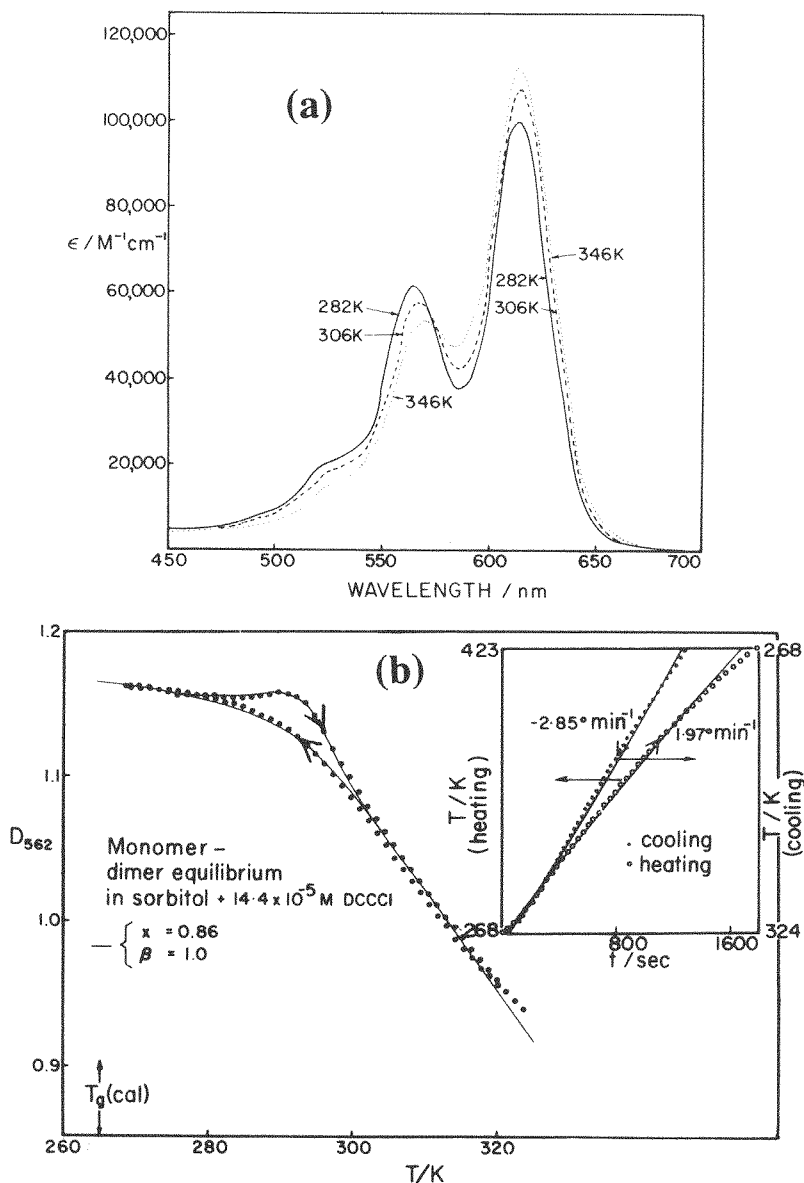 120,000
(a)
100,000
80,000
ϵ / M⁻¹cm⁻¹
346K
282K
60,000
282K
306K
306K
40,000
346K
20,000
450 500 550 600 650 700
WAVELENGTH / nm
1.2
(b)
423
268
-2.85° min⁻¹
1.97° min⁻¹
1.1
T / K
(heating)
T / K
(cooling)
D₅₆₂
. cooling
o heating
Monomer –
dimer equilibrium
in sorbitol + 14.4 x 10⁻⁵ M DCCCI
— { x = 0.86
β = 1.0
1.0
268
324
800 1600
t / sec
0.9
Tg(cal)
260 280 300 320
T/K